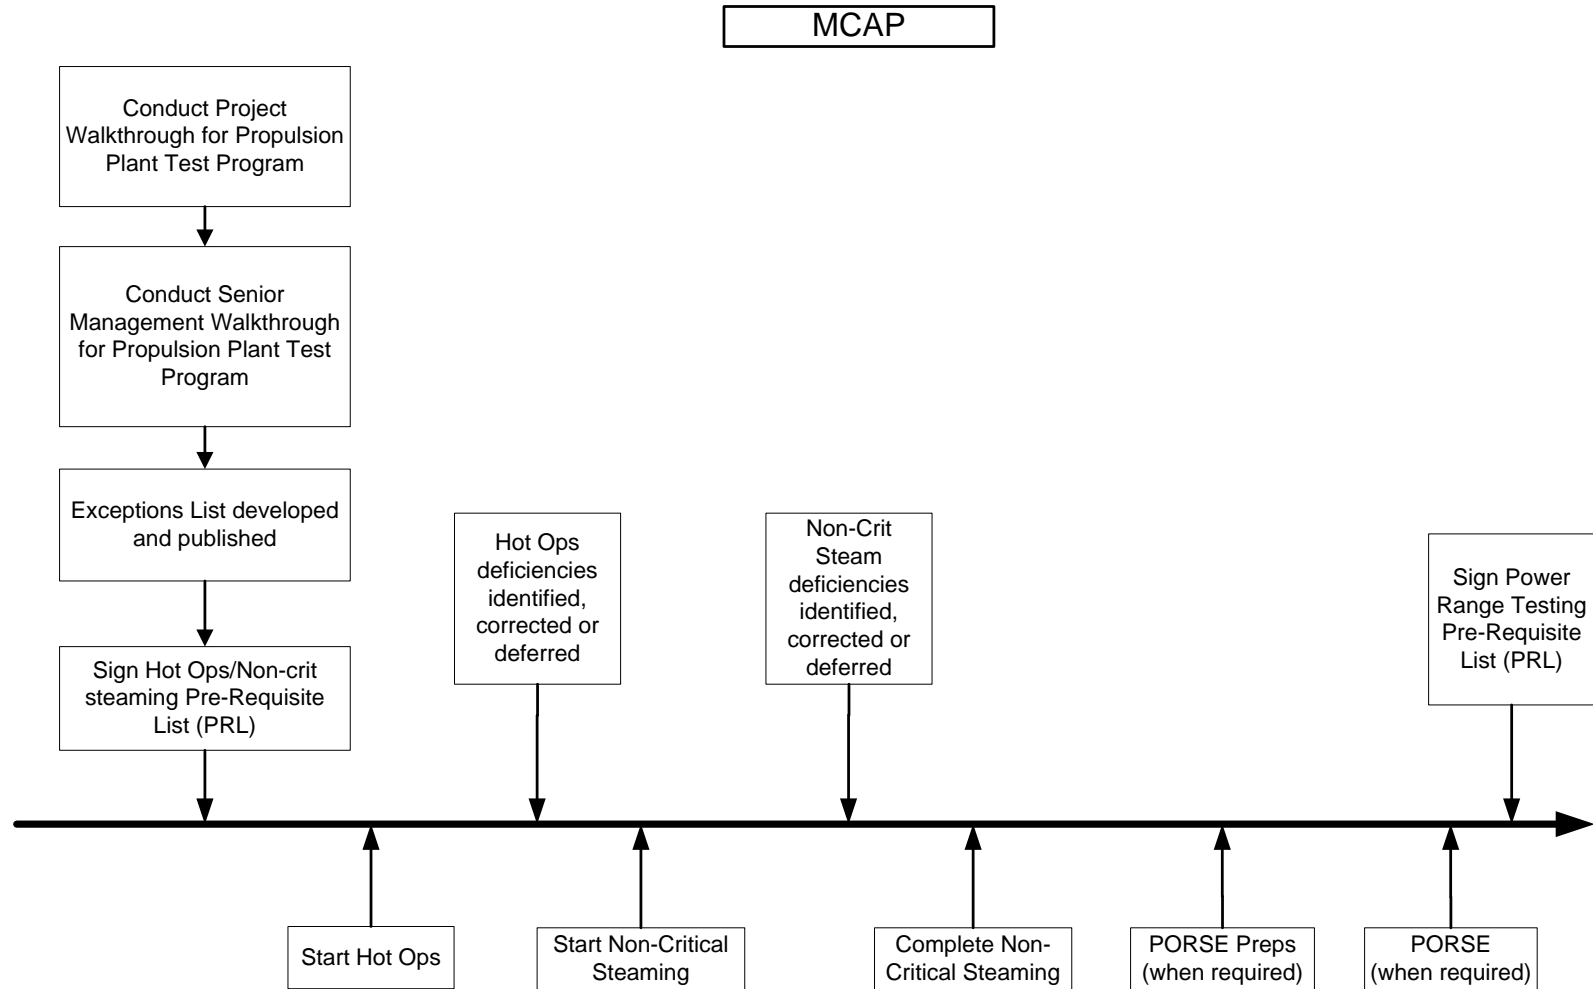 MCAP
Conduct Project
Walkthrough for Propulsion
Plant Test Program
Conduct Senior
Management Walkthrough
for Propulsion Plant Test
Program
Exceptions List developed
and published
Sign Hot Ops/Non-crit
steaming Pre-Requisite
List (PRL)
Hot Ops
deficiencies
identified,
corrected or
deferred
Non-Crit
Steam
deficiencies
identified,
corrected or
deferred
Sign Power
Range Testing
Pre-Requisite
List (PRL)
Start Hot Ops
Start Non-Critical
Steaming
Complete Non-
Critical Steaming
PORSE Preps
(when required)
PORSE
(when required)